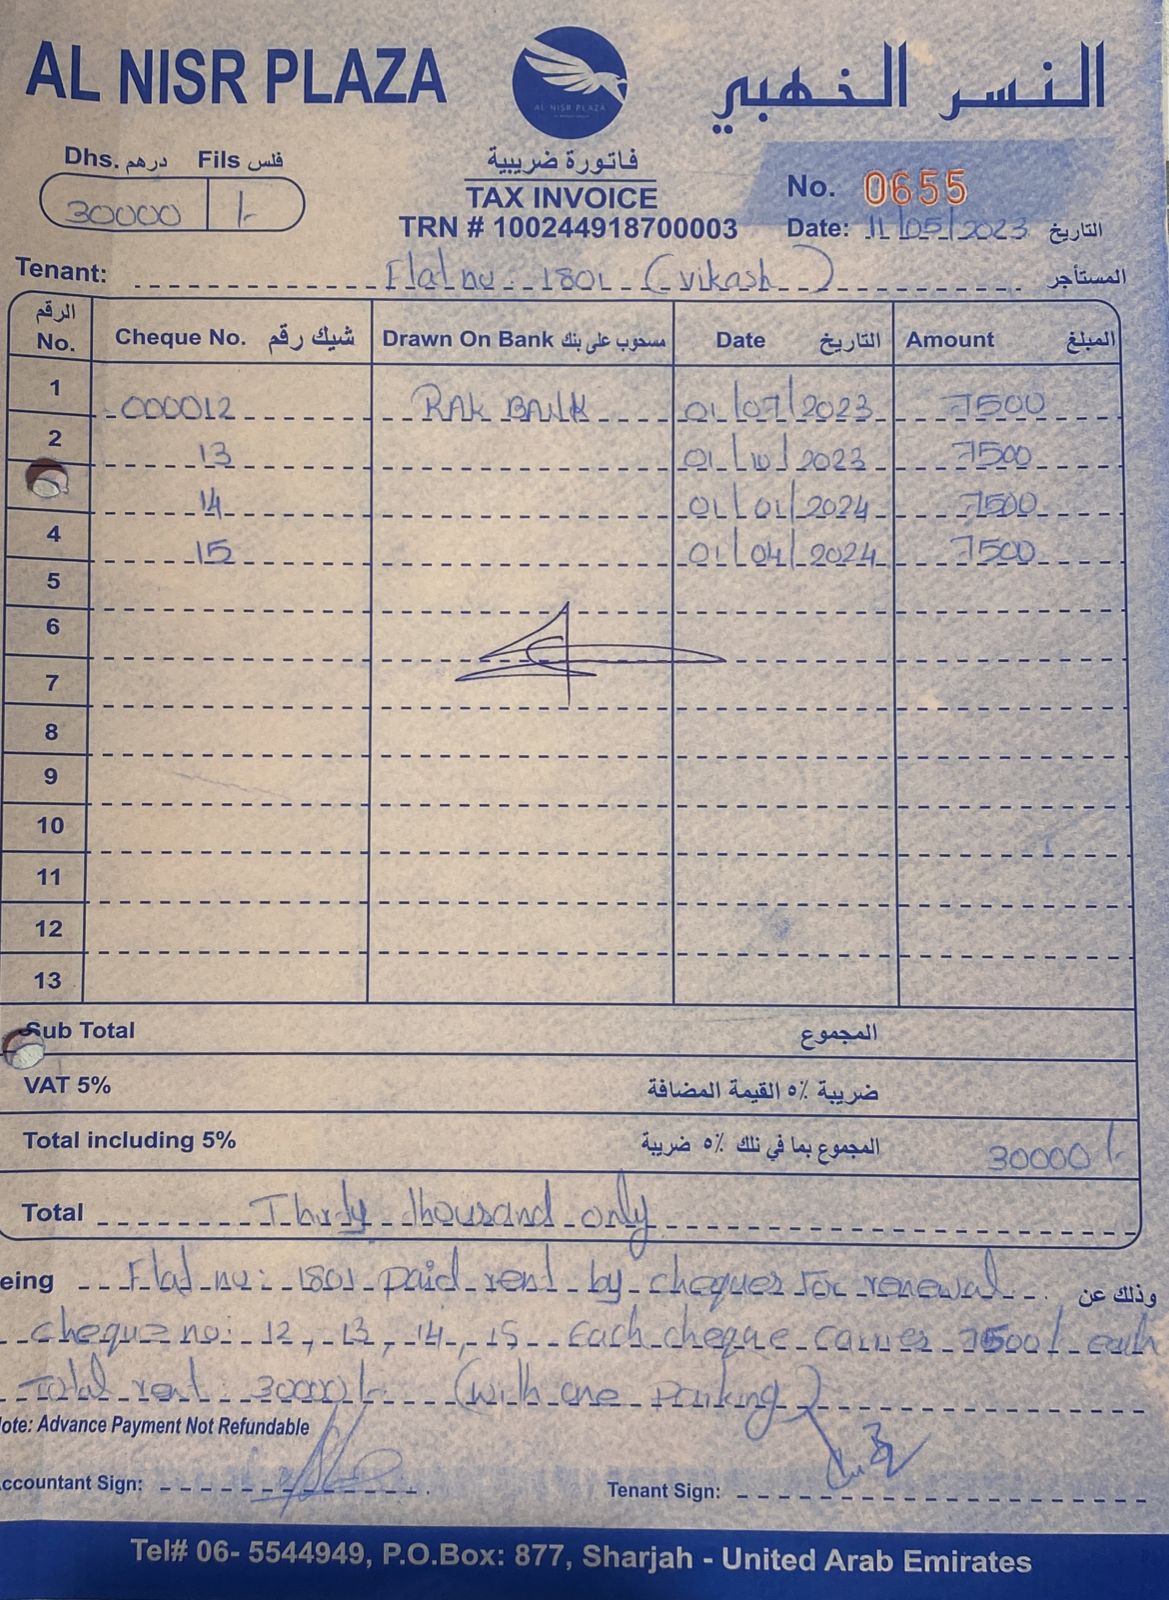 AL NISR PLAZA
AL NISR PLAZA
النسر الذهبي
Dhs. درهم Fils فلس
30000 /-
فاتورة ضريبية
TAX INVOICE
TRN # 100244918700003
No. 0655
Date: 11/05/2023 التاريخ
Tenant: Flat no: 1801 (vikash) المستأجر
الرقم No. Cheque No. شيك رقم Drawn On Bank مسحوب على بنك Date التاريخ Amount المبلغ
1 000012 RAK BANK 01/07/2023 7500
2 13 01/10/2023 7500
14 01/01/2024 7500
4 15 01/04/2024 7500
5
6
7
8
9
10
11
12
13
Sub Total المجموع
VAT 5% ضريبة ٥٪ القيمة المضافة
Total including 5% المجموع بما في ذلك ٥٪ ضريبة 30000/-
Total Thirty thousand only
eing Flat no: 1801 paid rent by cheques for renewal وذلك عن
cheque no: 12, 13, 14, 15 Each cheque carries 7500/- each
Total rent: 30000/- (with one parking)
ote: Advance Payment Not Refundable
ccountant Sign: Tenant Sign:
Tel# 06- 5544949, P.O.Box: 877, Sharjah - United Arab Emirates